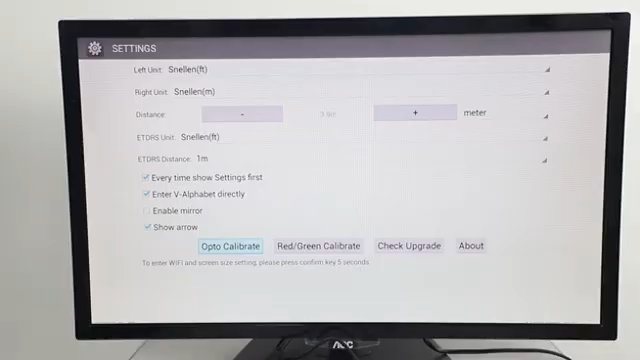 SETTINGS
Left Unit: Snellen(ft)
Right Unit: Snellen(m)
Distance: - + meter
ETDRS Unit: Snellen(ft)
ETDRS Distance: 1m
Every time show Settings first
Enter V-Alphabet directly
Enable mirror
Show arrow
Opto Calibrate Red/Green Calibrate Check Upgrade About
To enter WIFI and screen size setting, please press confirm key 5 seconds.
AOC